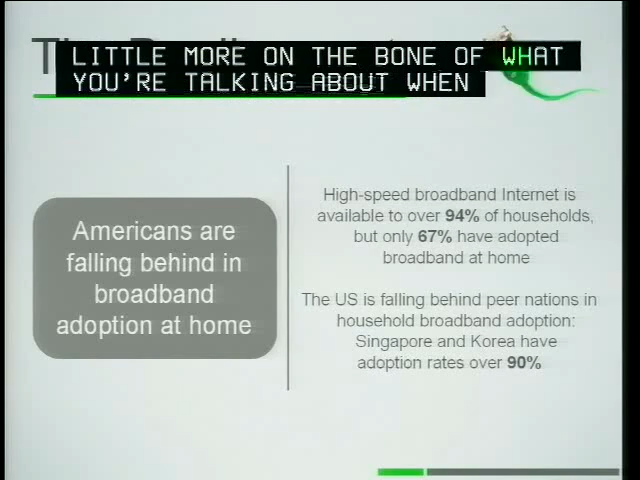 LITTLE MORE ON THE BONE OF WHAT
YOU'RE TALKING ABOUT WHEN
Americans are
falling behind in
broadband
adoption at home
High-speed broadband Internet is
available to over 94% of households,
but only 67% have adopted
broadband at home
The US is falling behind peer nations in
household broadband adoption:
Singapore and Korea have
adoption rates over 90%